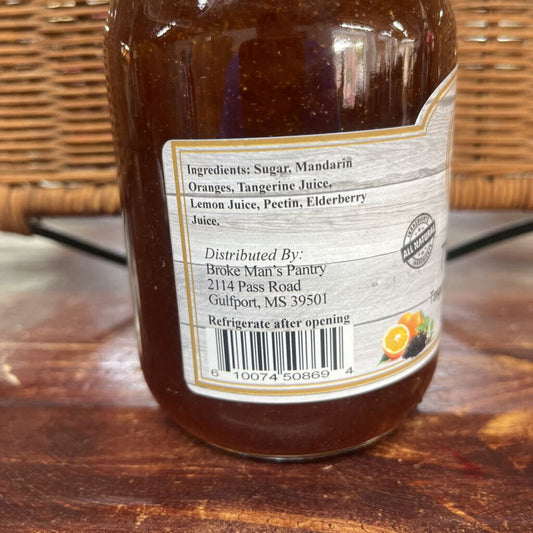 Ingredients: Sugar, Mandarin
Oranges, Tangerine Juice,
Lemon Juice, Pectin, Elderberry
Juice.
Distributed By:
Broke Man's Pantry
2114 Pass Road
Gulfport, MS 39501
Refrigerate after opening
6 10074 50869 4
ALL NATURAL